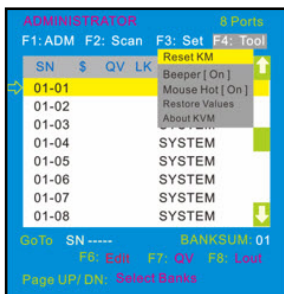 ADMINISTRATOR 8 Ports
F1: ADM F2: Scan F3: Set F4: Tool
SN $ QV LK
Reset KM
Beeper [ On ]
Mouse Hot [ On ]
Restore Values
About KVM
01-01
01-02
01-03
01-04 SYSTEM
01-05 SYSTEM
01-06 SYSTEM
01-07 SYSTEM
01-08 SYSTEM
GoTo SN ----- BANKSUM: 01
F6: Edit F7: QV F8: Lout
Page UP/ DN: Select Banks